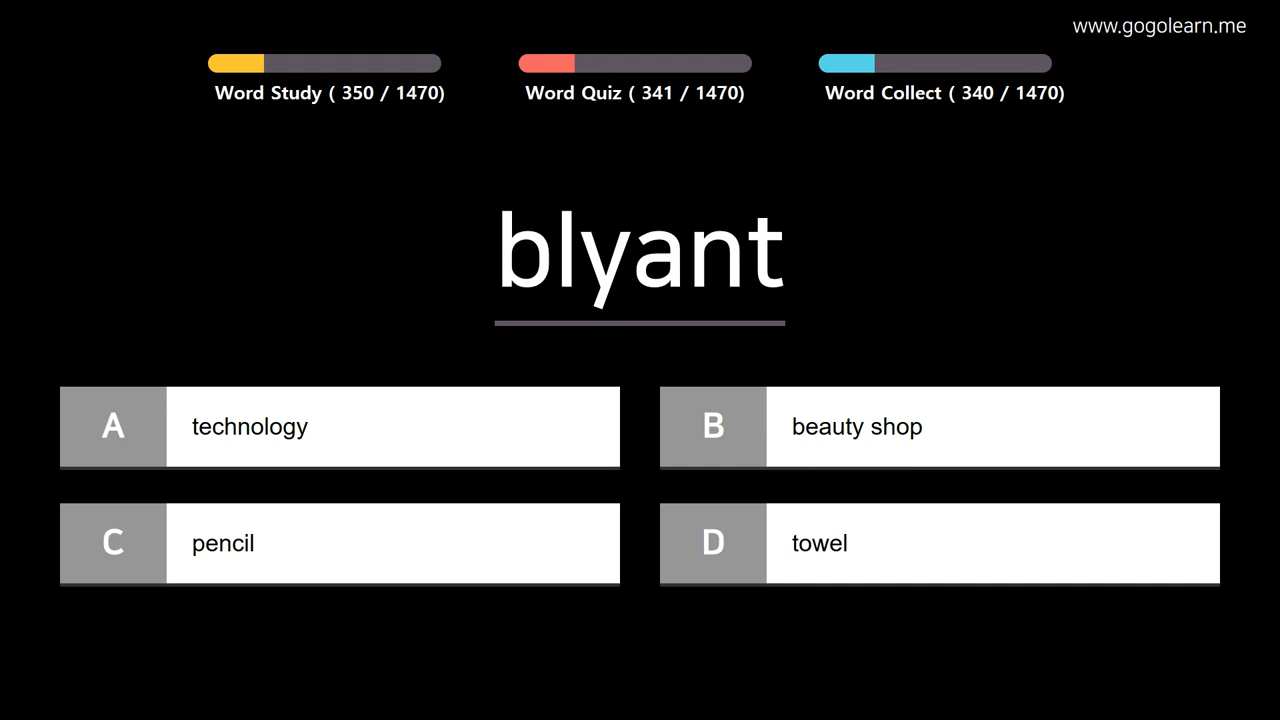 www.gogolearn.me
Word Study ( 350 / 1470)
Word Quiz ( 341 / 1470)
Word Collect ( 340 / 1470)
blyant
A technology
B beauty shop
C pencil
D towel